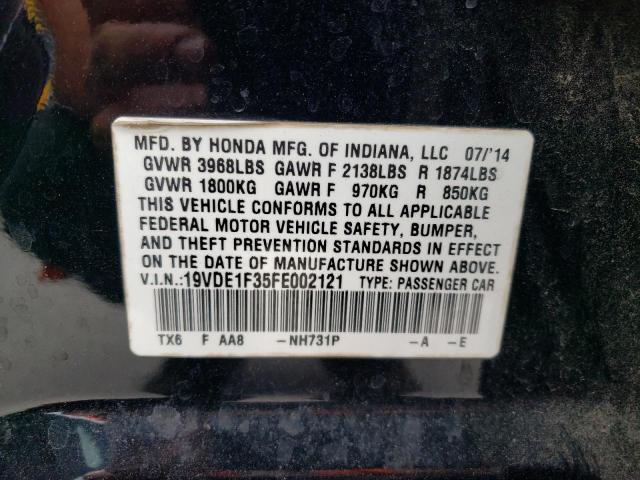 MFD. BY HONDA MFG. OF INDIANA, LLC 07/'14
GVWR 3968LBS GAWR F 2138LBS R 1874LBS
GVWR 1800KG GAWR F 970KG R 850KG
THIS VEHICLE CONFORMS TO ALL APPLICABLE
FEDERAL MOTOR VEHICLE SAFETY, BUMPER,
AND THEFT PREVENTION STANDARDS IN EFFECT
ON THE DATE OF MANUFACTURE SHOWN ABOVE.
V.I.N.:19VDE1F35FE002121 TYPE: PASSENGER CAR
TX6 F AA8 -NH731P -A -E